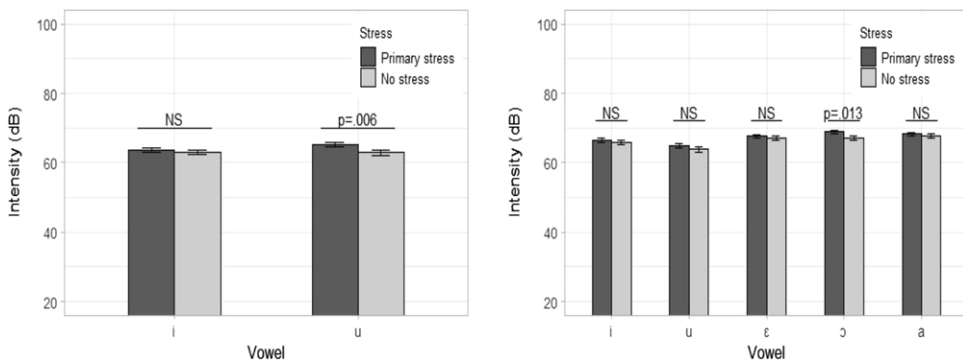 Intensity (dB)
100
80
60
40
20
Stress
Primary stress
No stress
NS
p=.006
i
u
Vowel
Intensity (dB)
100
80
60
40
20
Stress
Primary stress
No stress
NS
NS
NS
p=.013
NS
i
u
ɛ
ɔ
a
Vowel